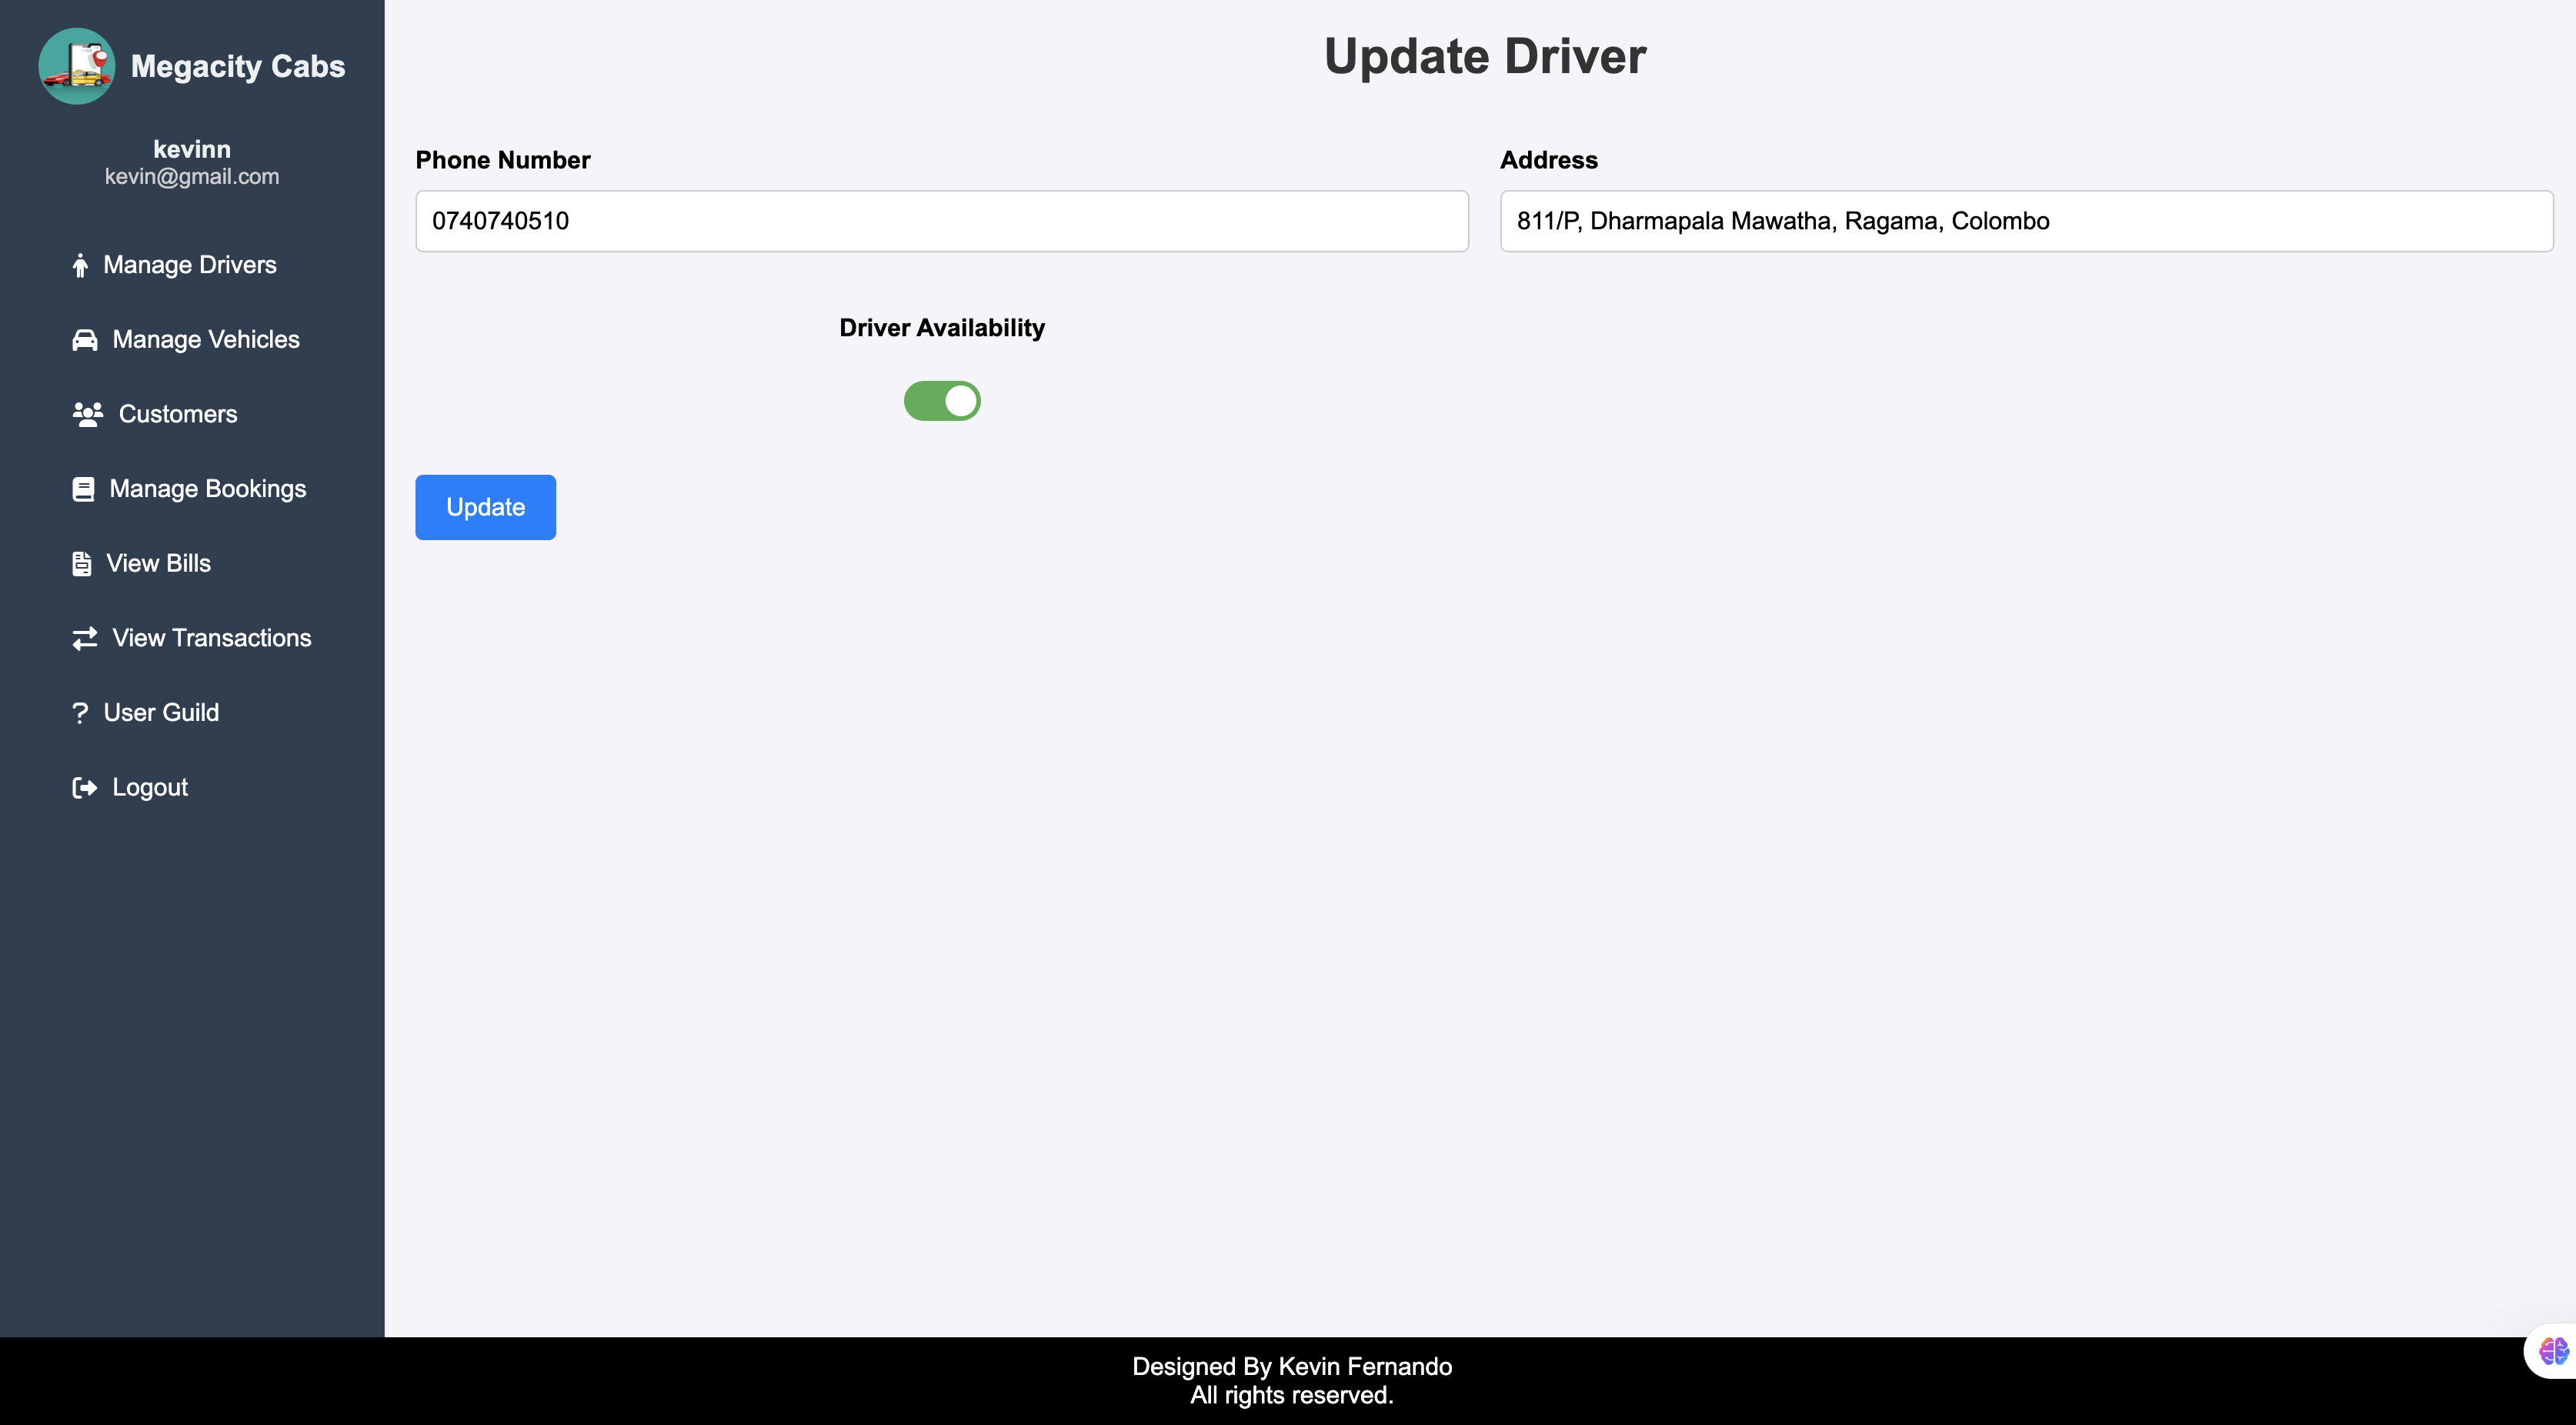 Megacity Cabs
kevinn
kevin@gmail.com
Manage Drivers
Manage Vehicles
Customers
Manage Bookings
View Bills
View Transactions
User Guild
Logout
Update Driver
Phone Number
0740740510
Address
811/P, Dharmapala Mawatha, Ragama, Colombo
Driver Availability
Update
Designed By Kevin Fernando
All rights reserved.